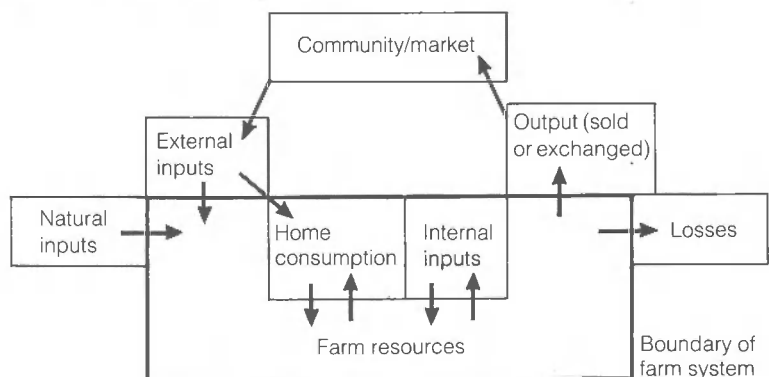 Community/market
External
inputs
Output (sold
or exchanged)
Natural
inputs
Home
consumption
Internal
inputs
Losses
Farm resources
Boundary of
farm system